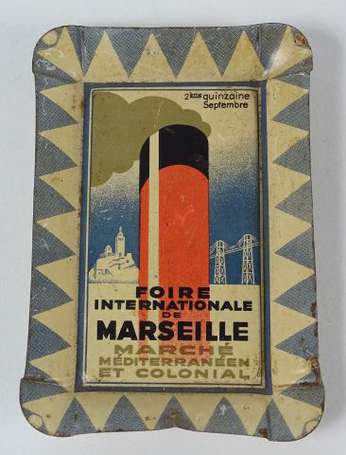 2ème quinzaine
Septembre
FOIRE
INTERNATIONALE
DE
MARSEILLE
MARCHÉ
MÉDITERRANÉEN
ET COLONIAL